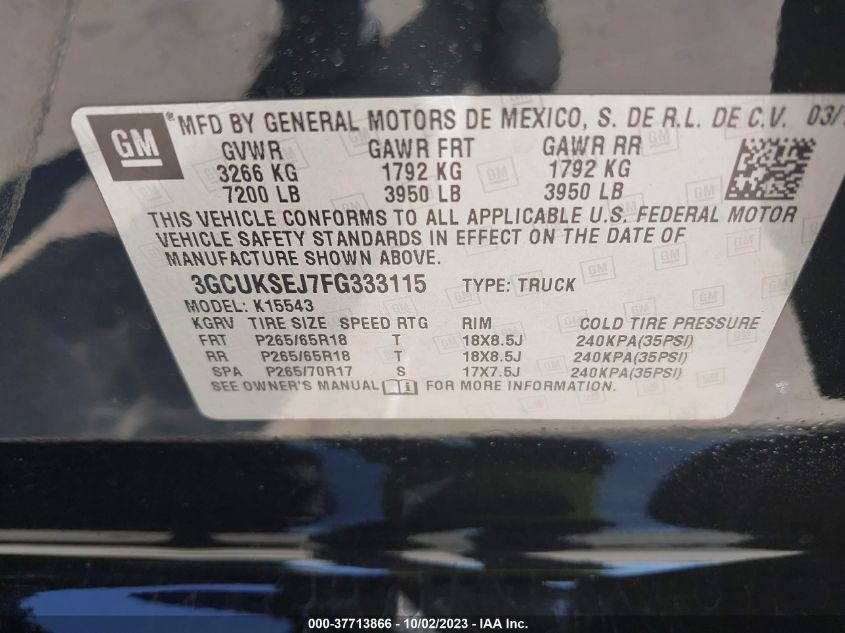 GM ® MFD BY GENERAL MOTORS DE MEXICO, S. DE R.L. DE C.V. 03/
GVWR GAWR FRT GAWR RR
3266 KG 1792 KG 1792 KG
7200 LB 3950 LB 3950 LB
THIS VEHICLE CONFORMS TO ALL APPLICABLE U.S. FEDERAL MOTOR
VEHICLE SAFETY STANDARDS IN EFFECT ON THE DATE OF
MANUFACTURE SHOWN ABOVE.
3GCUKSEJ7FG333115 TYPE: TRUCK
MODEL: K15543
KGRV TIRE SIZE SPEED RTG RIM COLD TIRE PRESSURE
FRT P265/65R18 T 18X8.5J 240KPA(35PSI)
RR P265/65R18 T 18X8.5J 240KPA(35PSI)
SPA P265/70R17 S 17X7.5J 240KPA(35PSI)
SEE OWNER'S MANUAL FOR MORE INFORMATION.
000-37713866 - 10/02/2023 - IAA Inc.